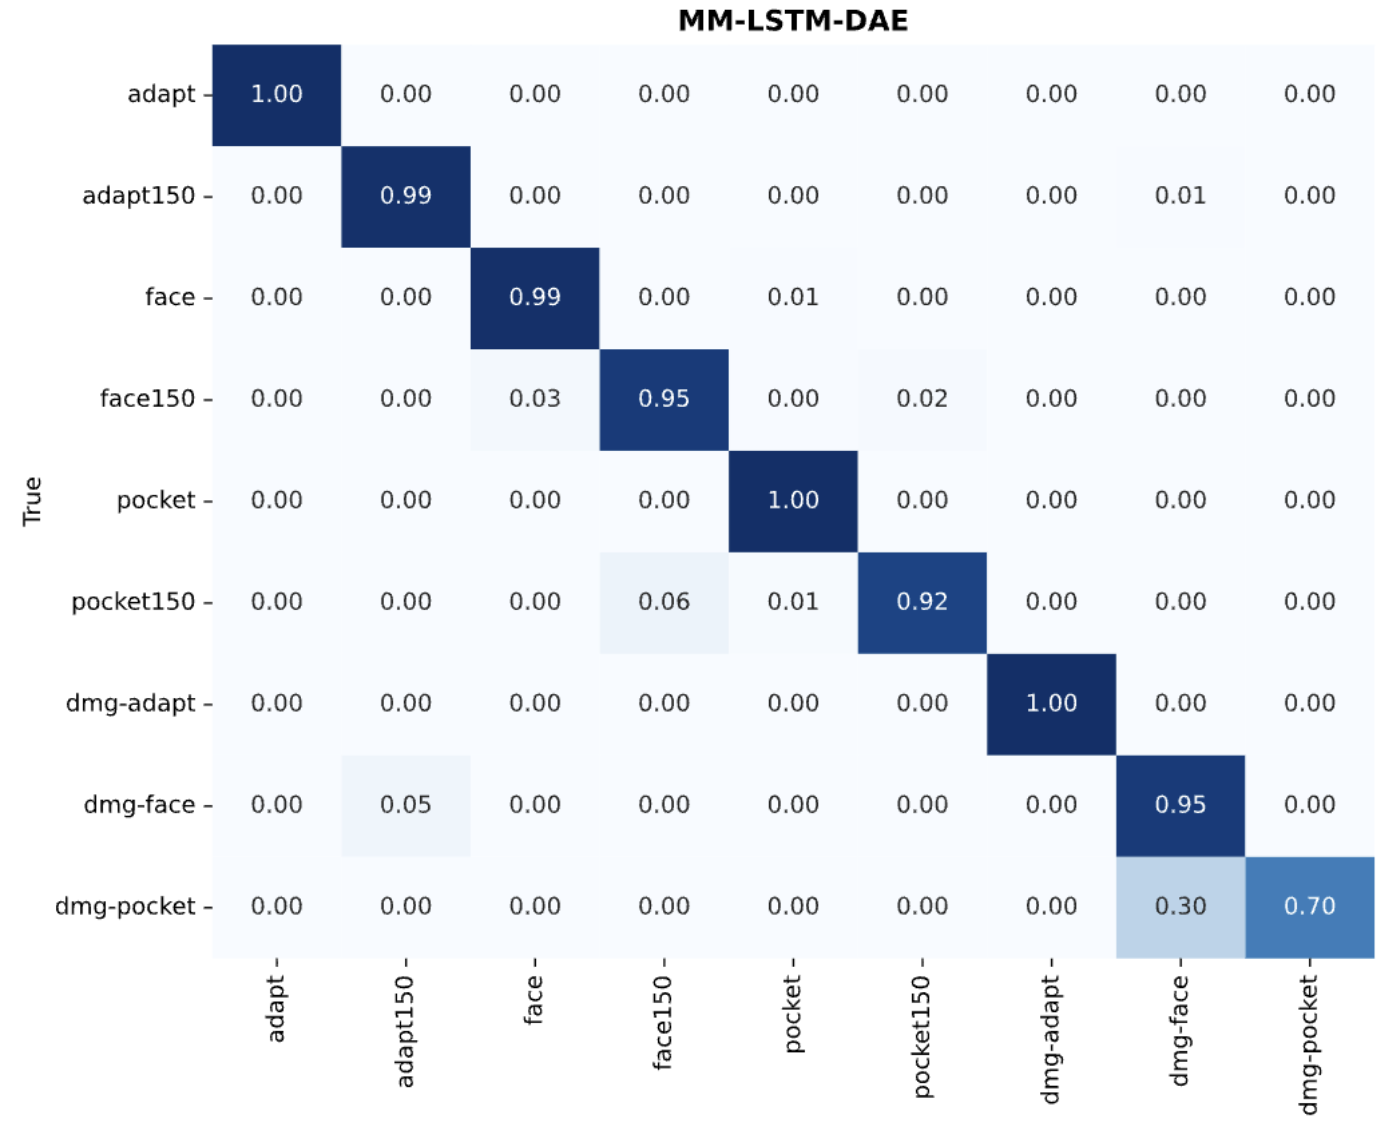 MM-LSTM-DAE
adapt 1.00 0.00 0.00 0.00 0.00 0.00 0.00 0.00 0.00
adapt150 0.00 0.99 0.00 0.00 0.00 0.00 0.00 0.01 0.00
face 0.00 0.00 0.99 0.00 0.01 0.00 0.00 0.00 0.00
face150 0.00 0.00 0.03 0.95 0.00 0.02 0.00 0.00 0.00
True
pocket 0.00 0.00 0.00 0.00 1.00 0.00 0.00 0.00 0.00
pocket150 0.00 0.00 0.00 0.06 0.01 0.92 0.00 0.00 0.00
dmg-adapt 0.00 0.00 0.00 0.00 0.00 0.00 1.00 0.00 0.00
dmg-face 0.00 0.05 0.00 0.00 0.00 0.00 0.00 0.95 0.00
dmg-pocket 0.00 0.00 0.00 0.00 0.00 0.00 0.00 0.30 0.70
adapt adapt150 face face150 pocket pocket150 dmg-adapt dmg-face dmg-pocket